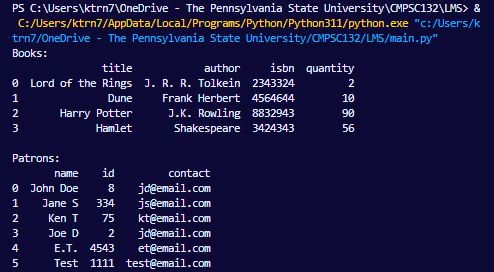 PS C:\Users\ktrn7\OneDrive - The Pennsylvania State University\CMPSC132\LMS> &
 C:/Users/ktrn7/AppData/Local/Programs/Python/Python311/python.exe "c:/Users/k
trn7/OneDrive - The Pennsylvania State University/CMPSC132/LMS/main.py"
Books:
title author isbn quantity
0 Lord of the Rings J. R. R. Tolkein 2343324 2
1 Dune Frank Herbert 4564644 10
2 Harry Potter J.K. Rowling 8832943 90
3 Hamlet Shakespeare 3424343 56
Patrons:
name id contact
0 John Doe 8 jd@email.com
1 Jane S 334 js@email.com
2 Ken T 75 kt@email.com
3 Joe D 2 jd@email.com
4 E.T. 4543 et@email.com
5 Test 1111 test@email.com